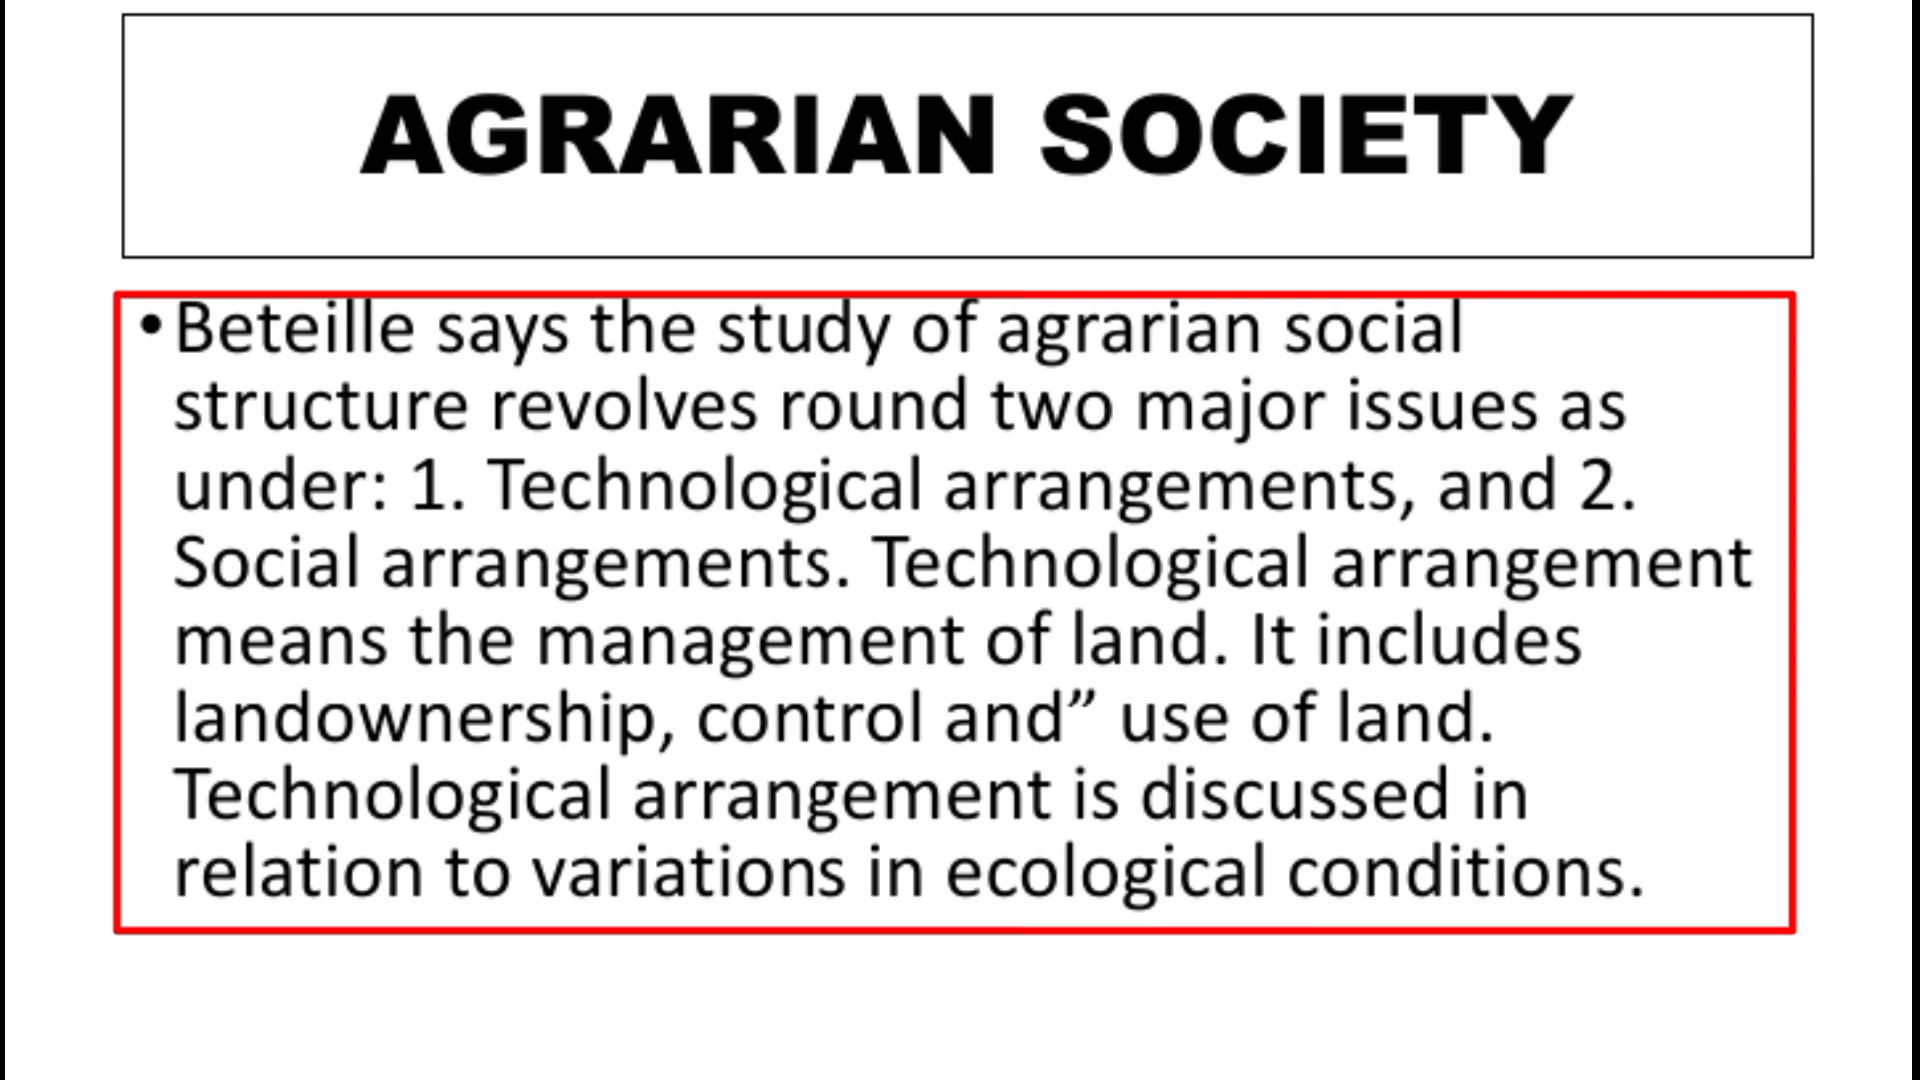 AGRARIAN SOCIETY
• Beteille says the study of agrarian social
structure revolves round two major issues as
under: 1. Technological arrangements, and 2.
Social arrangements. Technological arrangement
means the management of land. It includes
landownership, control and” use of land.
Technological arrangement is discussed in
relation to variations in ecological conditions.